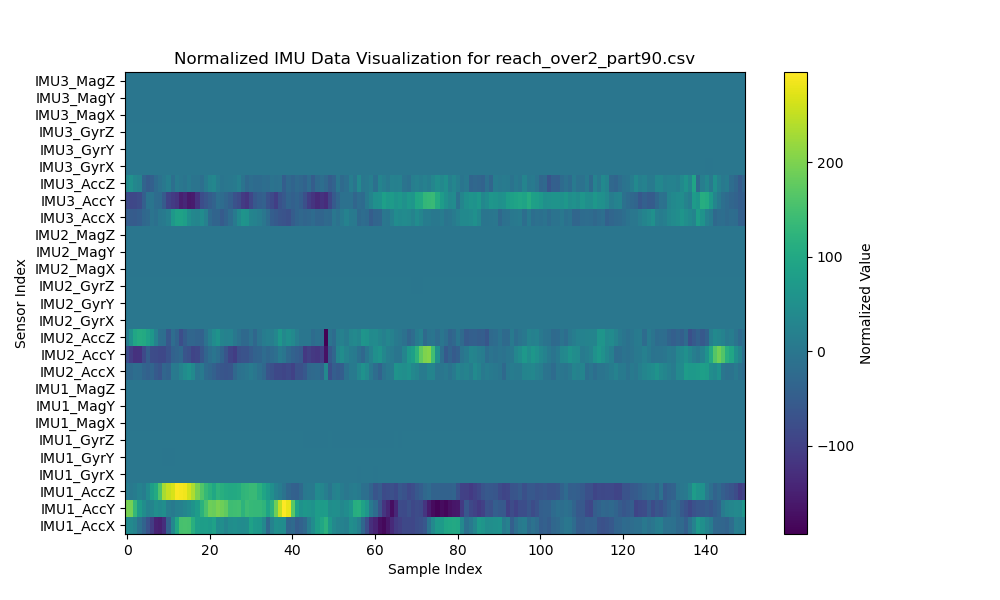 Normalized IMU Data Visualization for reach_over2_part90.csv
IMU3_MagZ
IMU3_MagY
IMU3_MagX
IMU3_GyrZ
IMU3_GyrY
IMU3_GyrX
IMU3_AccZ
IMU3_AccY
IMU3_AccX
IMU2_MagZ
IMU2_MagY
IMU2_MagX
IMU2_GyrZ
IMU2_GyrY
IMU2_GyrX
IMU2_AccZ
IMU2_AccY
IMU2_AccX
IMU1_MagZ
IMU1_MagY
IMU1_MagX
IMU1_GyrZ
IMU1_GyrY
IMU1_GyrX
IMU1_AccZ
IMU1_AccY
IMU1_AccX
Sensor Index
0 20 40 60 80 100 120 140
Sample Index
200
100
0
−100
Normalized Value